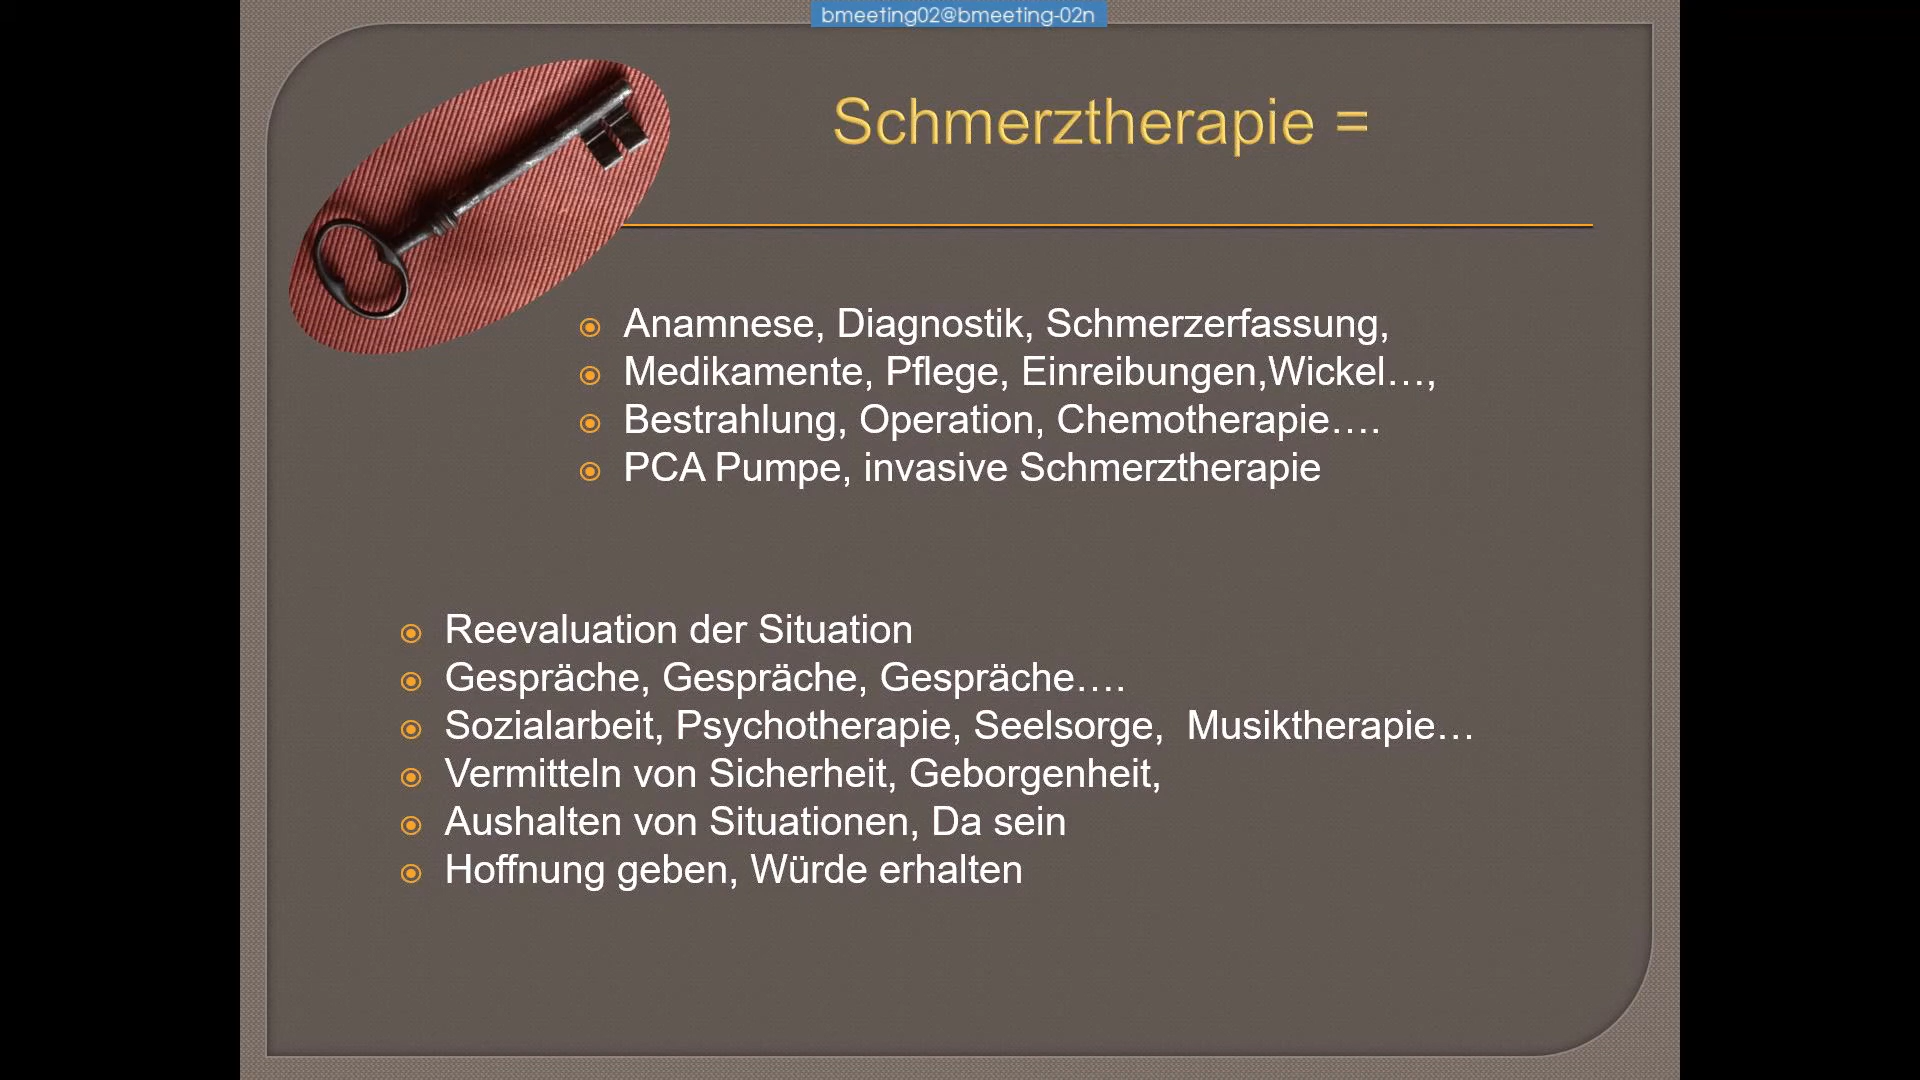 bmeeting02@bmeeting-02n
Schmerztherapie =
Anamnese, Diagnostik, Schmerzerfassung,
Medikamente, Pflege, Einreibungen,Wickel…,
Bestrahlung, Operation, Chemotherapie….
PCA Pumpe, invasive Schmerztherapie
Reevaluation der Situation
Gespräche, Gespräche, Gespräche….
Sozialarbeit, Psychotherapie, Seelsorge,  Musiktherapie…
Vermitteln von Sicherheit, Geborgenheit,
Aushalten von Situationen, Da sein
Hoffnung geben, Würde erhalten